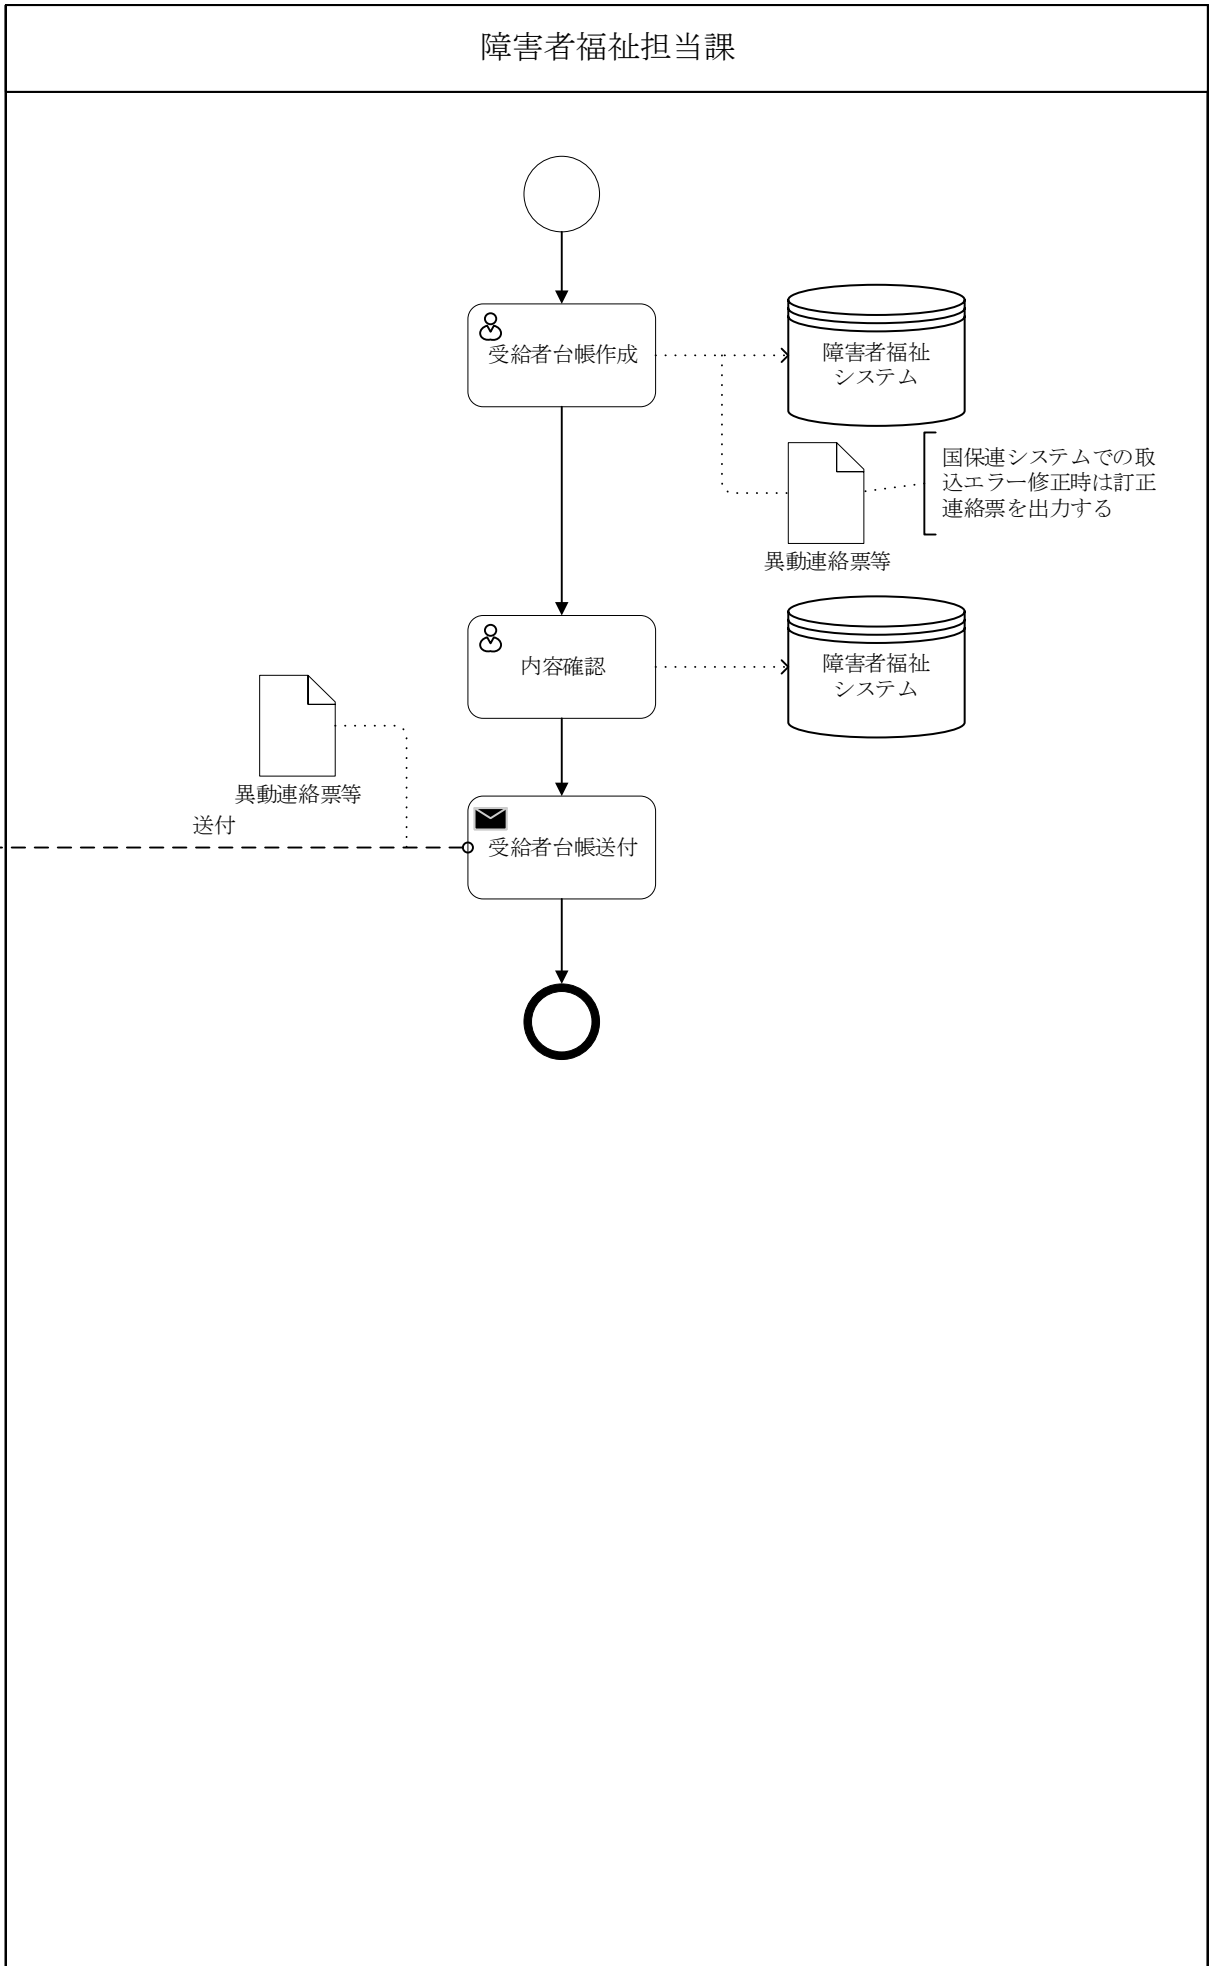 障害者福祉担当課
受給者台帳作成
障害者福祉
システム
国保連システムでの取
込エラー修正時は訂正
連絡票を出力する
異動連絡票等
内容確認
障害者福祉
システム
異動連絡票等
送付
受給者台帳送付